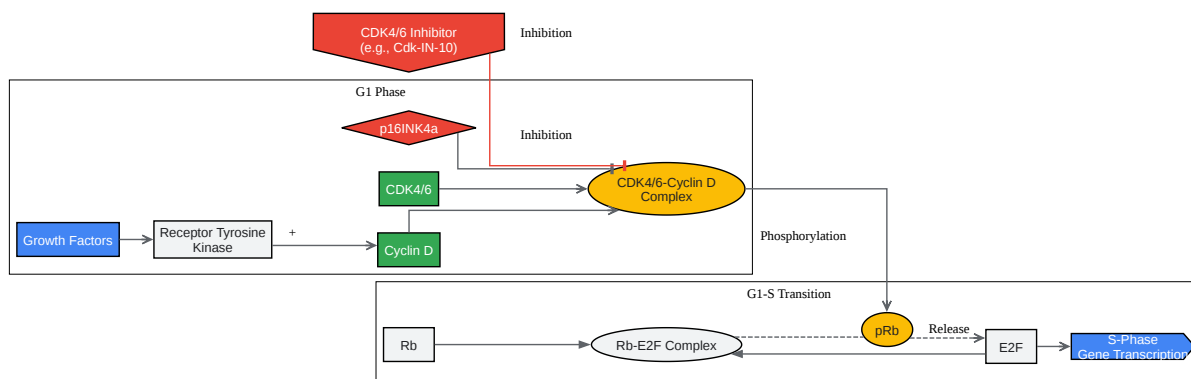 CDK4/6 Inhibitor
(e.g., Cdk-IN-10)
Inhibition
G1 Phase
p16INK4a
Inhibition
CDK4/6
CDK4/6-Cyclin D
Complex
Growth Factors
Receptor Tyrosine
Kinase
+
Cyclin D
Phosphorylation
G1-S Transition
Rb
Rb-E2F Complex
pRb
Release
E2F
S-Phase
Gene Transcription